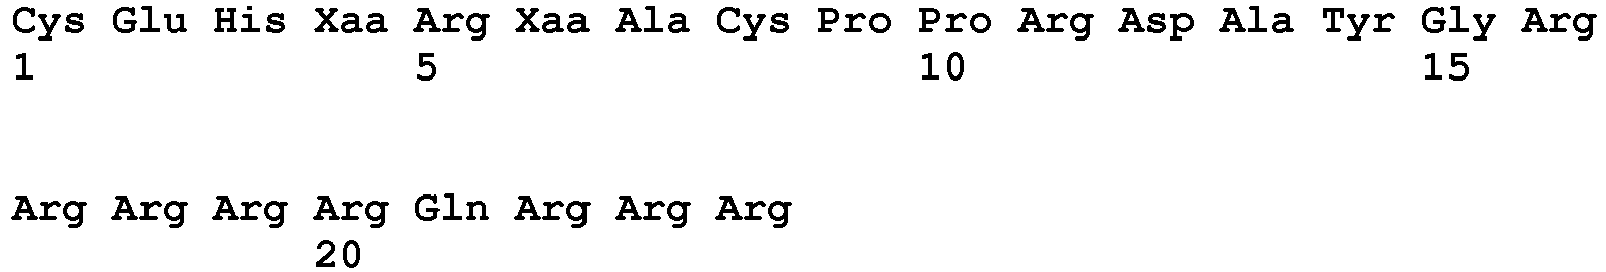 Cys Glu His Xaa Arg Xaa Ala Cys Pro Pro Arg Asp Ala Tyr Gly Arg
1 5 10 15
Arg Arg Arg Arg Gln Arg Arg Arg
20